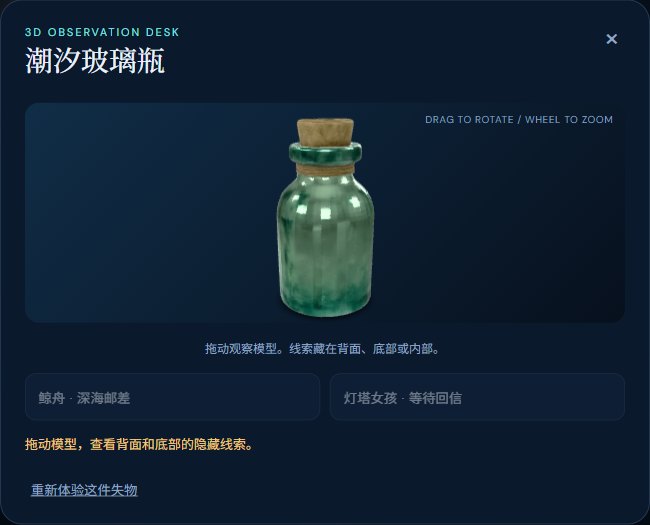 3D OBSERVATION DESK
潮汐玻璃瓶
×
DRAG TO ROTATE / WHEEL TO ZOOM
拖动观察模型。线索藏在背面、底部或内部。
鲸舟 · 深海邮差
灯塔女孩 · 等待回信
拖动模型，查看背面和底部的隐藏线索。
重新体验这件失物